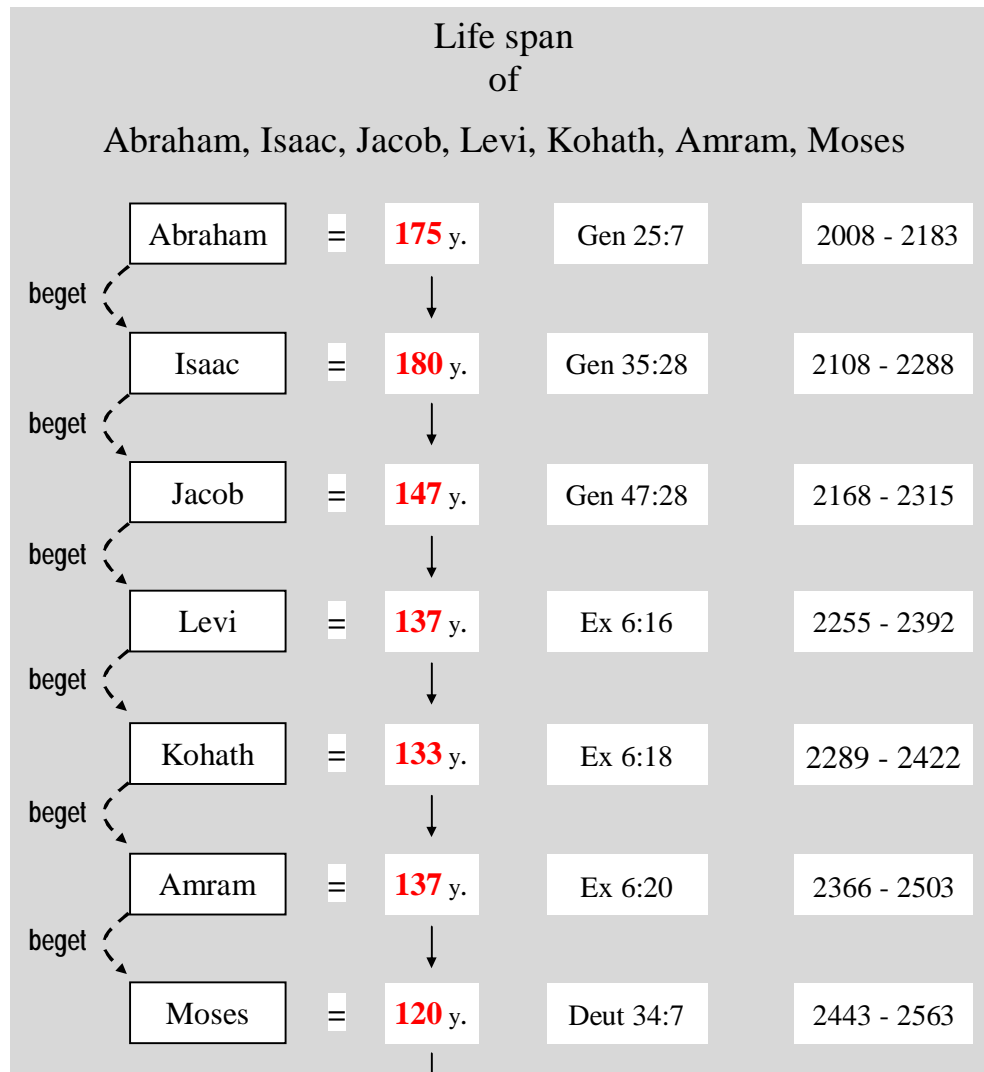 Life span
of
Abraham, Isaac, Jacob, Levi, Kohath, Amram, Moses
Abraham = 175 y. Gen 25:7 2008 - 2183
beget
Isaac = 180 y. Gen 35:28 2108 - 2288
beget
Jacob = 147 y. Gen 47:28 2168 - 2315
beget
Levi = 137 y. Ex 6:16 2255 - 2392
beget
Kohath = 133 y. Ex 6:18 2289 - 2422
beget
Amram = 137 y. Ex 6:20 2366 - 2503
beget
Moses = 120 y. Deut 34:7 2443 - 2563